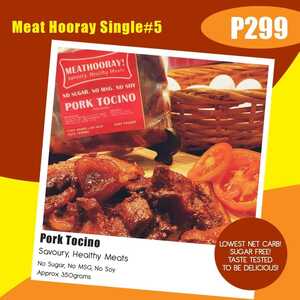 Meat Hooray Single#5
P299
MEATHOORAY!
Savoury, Healthy Meats
NO SUGAR, NO MSG, NO SOY
PORK TOCINO
Pork Tocino
Savoury, Healthy Meats
No Sugar, No MSG, No Soy
Approx 350grams
LOWEST NET CARB!
SUGAR FREE!
TASTE TESTED
TO BE DELICIOUS!